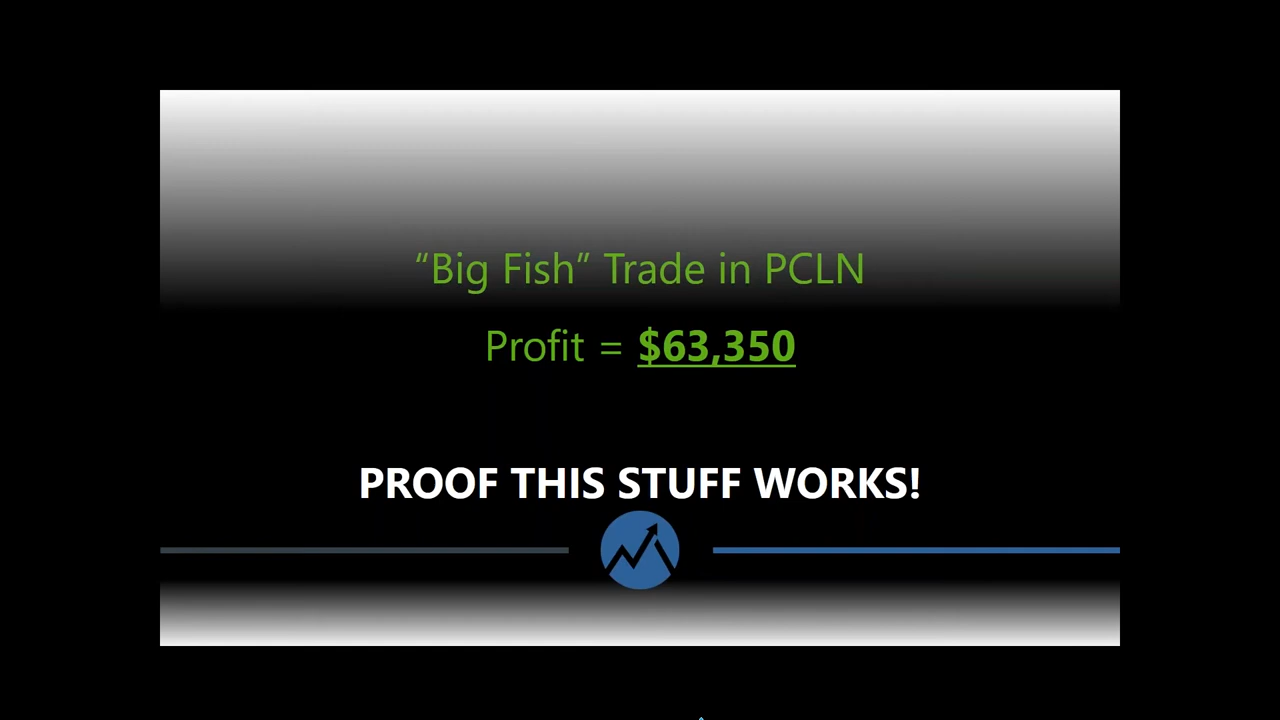 “Big Fish” Trade in PCLN
Profit = $63,350
PROOF THIS STUFF WORKS!